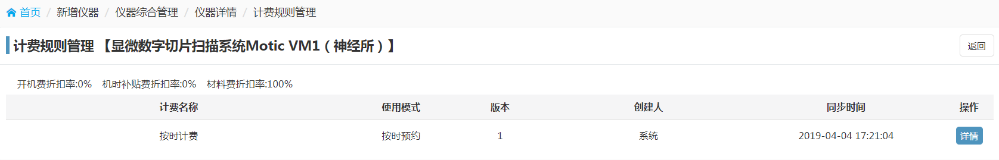 首页 / 新增仪器 / 仪器综合管理 / 仪器详情 / 计费规则管理
计费规则管理 【显微数字切片扫描系统Motic VM1（神经所）】 返回
开机费折扣率:0% 机时补贴费折扣率:0% 材料费折扣率:100%
计费名称 使用模式 版本 创建人 同步时间 操作
按时计费 按时预约 1 系统 2019-04-04 17:21:04 详情